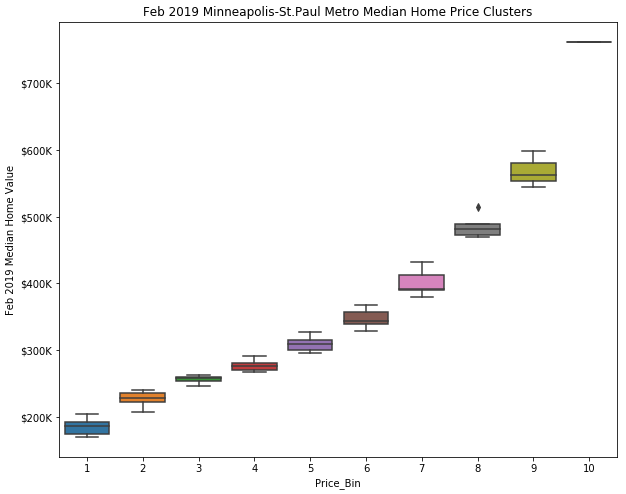 Feb 2019 Minneapolis-St.Paul Metro Median Home Price Clusters
Feb 2019 Median Home Value
$700K
$600K
$500K
$400K
$300K
$200K
1 2 3 4 5 6 7 8 9 10
Price_Bin